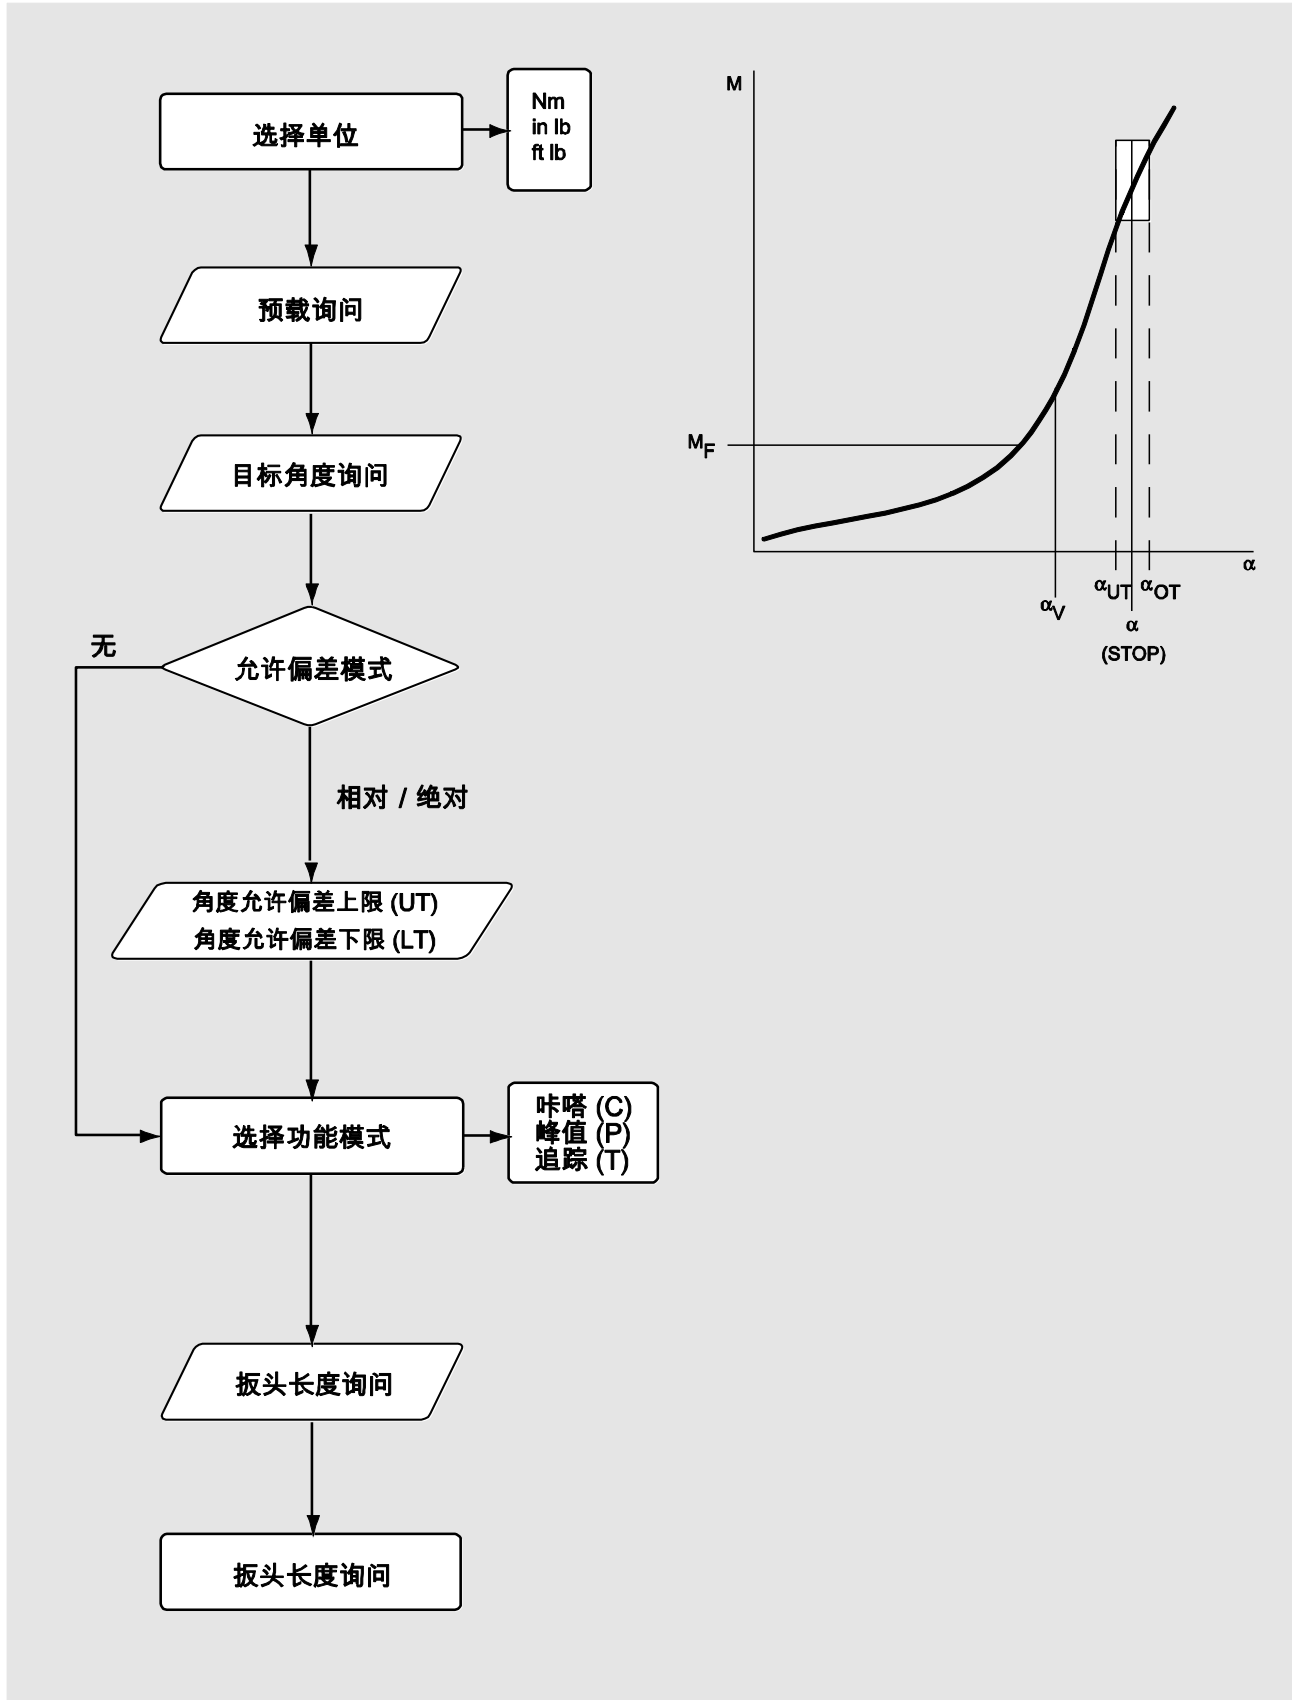 选择单位
Nm
in lb
ft lb
预载询问
目标角度询问
允许偏差模式
无
相对 / 绝对
角度允许偏差上限 (UT)
角度允许偏差下限 (LT)
选择功能模式
咔嗒 (C)
峰值 (P)
追踪 (T)
扳头长度询问
扳头长度询问
M
MF
α
αV
αUT
αOT
α
(STOP)